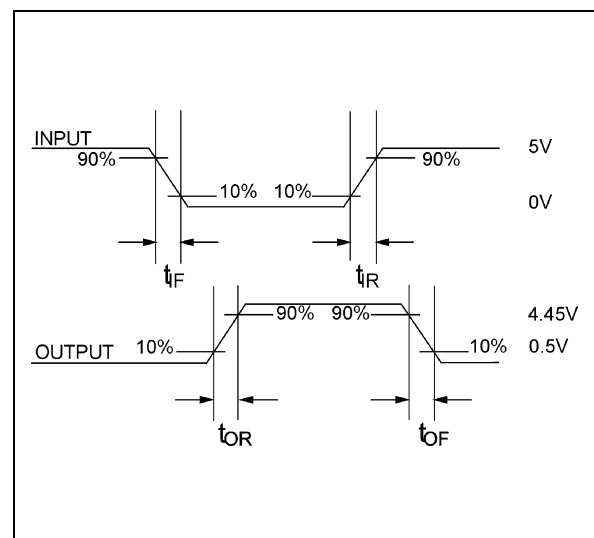 INPUT 5V
90% 90%
10% 10%
0V
tIF tIR
90% 90% 4.45V
10% 10% 0.5V
OUTPUT
tOR tOF